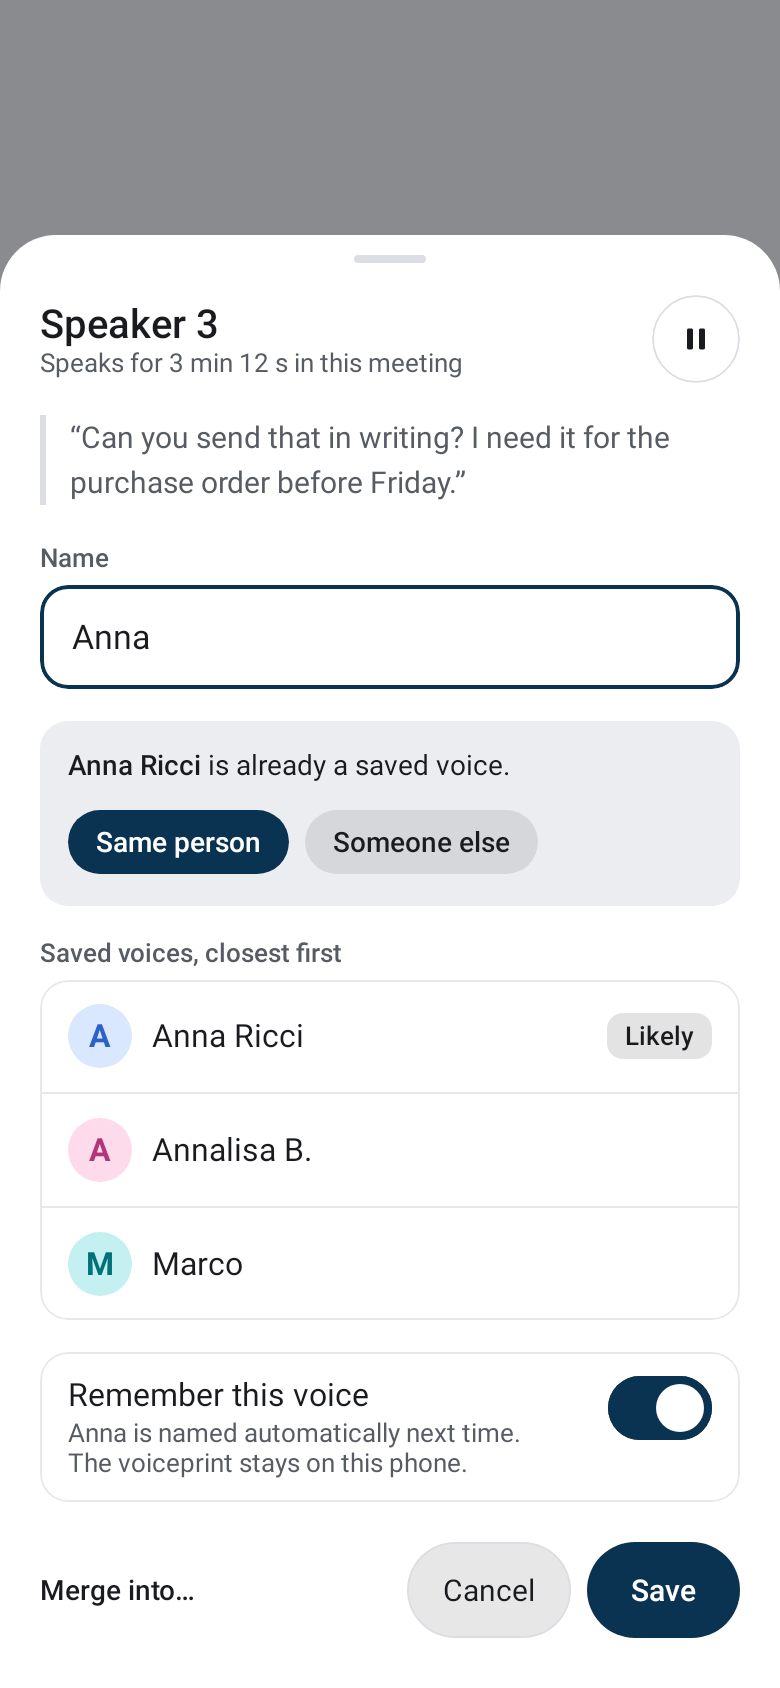 Speaker 3
Speaks for 3 min 12 s in this meeting
“Can you send that in writing? I need it for the
purchase order before Friday.”
Name
Anna
Anna Ricci is already a saved voice.
Same person
Someone else
Saved voices, closest first
A
Anna Ricci
Likely
A
Annalisa B.
M
Marco
Remember this voice
Anna is named automatically next time.
The voiceprint stays on this phone.
Merge into…
Cancel
Save